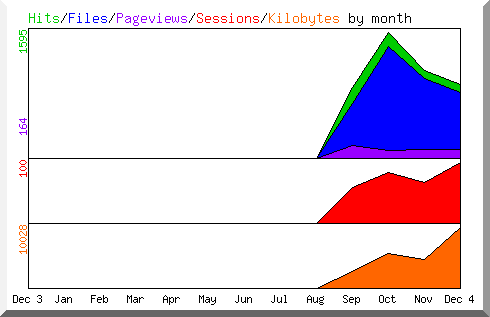 Hits/Files/Pageviews/Sessions/Kilobytes by month
1595
164
100
10028
Dec 3 Jan Feb Mar Apr May Jun Jul Aug Sep Oct Nov Dec 4